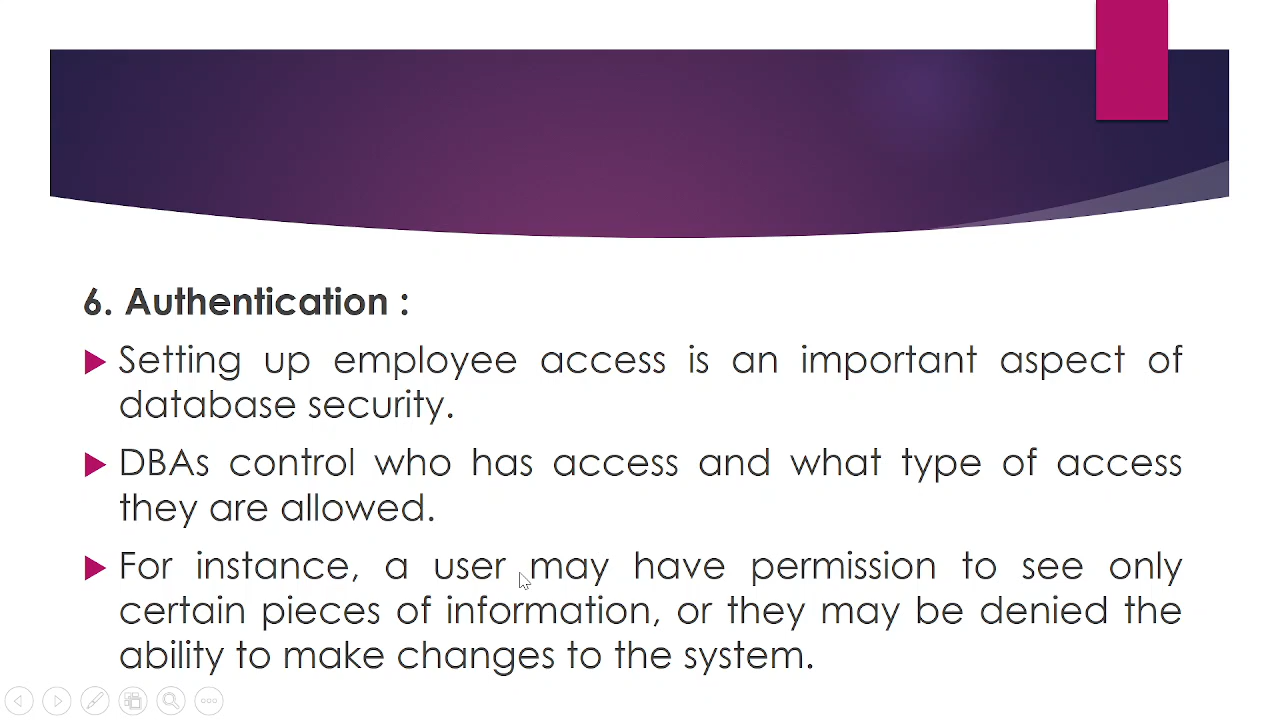 6. Authentication :
Setting up employee access is an important aspect of
database security.
DBAs control who has access and what type of access
they are allowed.
For instance, a user may have permission to see only
certain pieces of information, or they may be denied the
ability to make changes to the system.